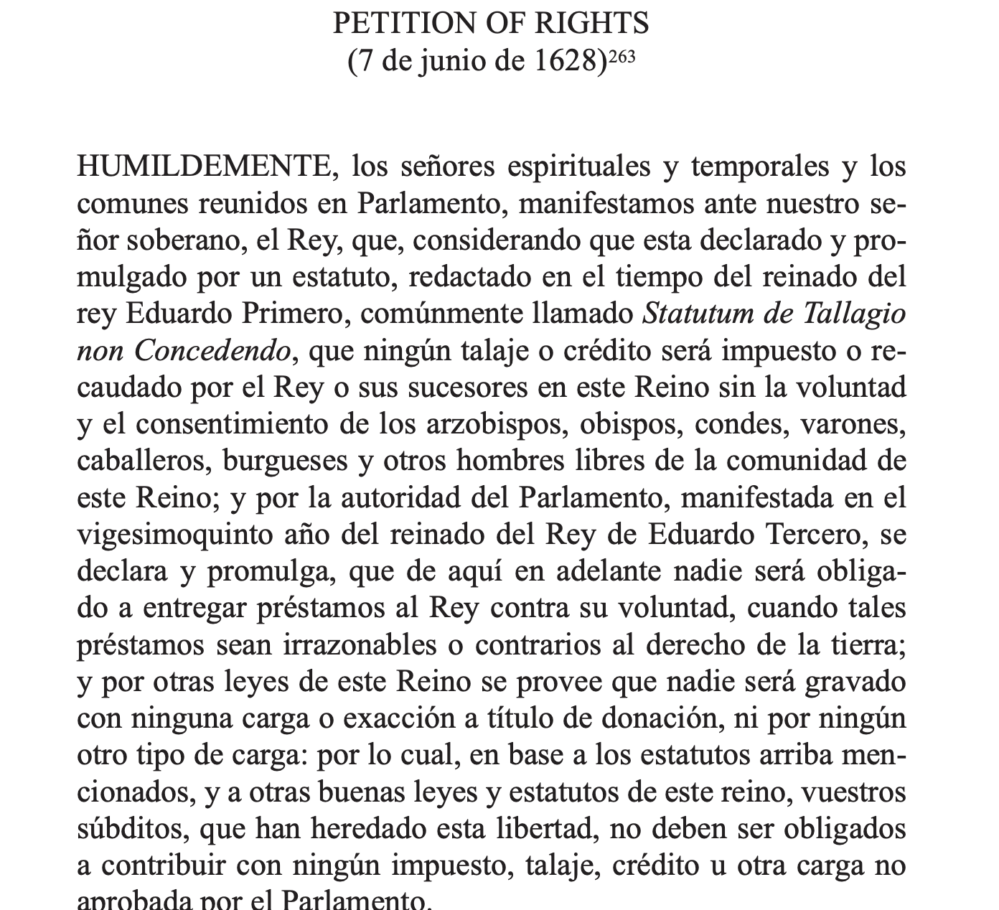 PETITION OF RIGHTS
(7 de junio de 1628)263
HUMILDEMENTE, los señores espirituales y temporales y los
comunes reunidos en Parlamento, manifestamos ante nuestro se-
ñor soberano, el Rey, que, considerando que esta declarado y pro-
mulgado por un estatuto, redactado en el tiempo del reinado del
rey Eduardo Primero, comúnmente llamado Statutum de Tallagio
non Concedendo, que ningún talaje o crédito será impuesto o re-
caudado por el Rey o sus sucesores en este Reino sin la voluntad
y el consentimiento de los arzobispos, obispos, condes, varones,
caballeros, burgueses y otros hombres libres de la comunidad de
este Reino; y por la autoridad del Parlamento, manifestada en el
vigesimoquinto año del reinado del Rey de Eduardo Tercero, se
declara y promulga, que de aquí en adelante nadie será obliga-
do a entregar préstamos al Rey contra su voluntad, cuando tales
préstamos sean irrazonables o contrarios al derecho de la tierra;
y por otras leyes de este Reino se provee que nadie será gravado
con ninguna carga o exacción a título de donación, ni por ningún
otro tipo de carga: por lo cual, en base a los estatutos arriba men-
cionados, y a otras buenas leyes y estatutos de este reino, vuestros
súbditos, que han heredado esta libertad, no deben ser obligados
a contribuir con ningún impuesto, talaje, crédito u otra carga no
aprobada por el Parlamento.